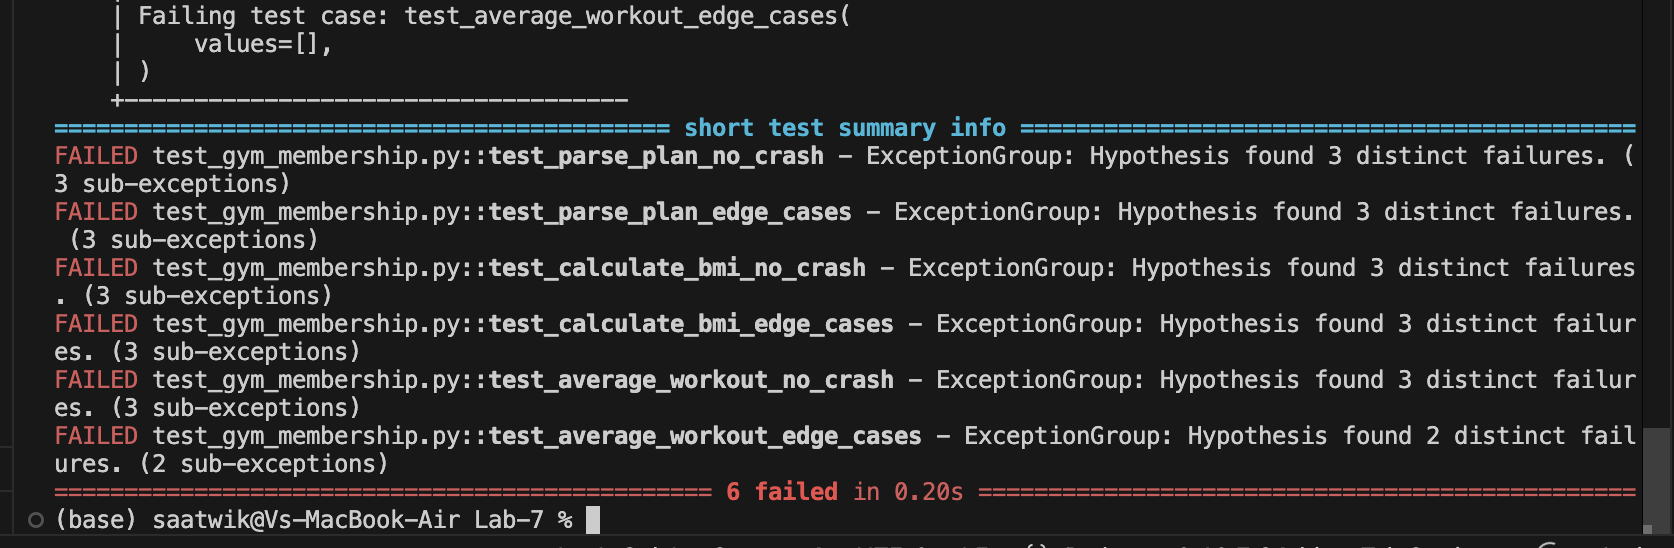 | Failing test case: test_average_workout_edge_cases(
|     values=[],
| )
+------------------------------------
============================================ short test summary info ============================================
FAILED test_gym_membership.py::test_parse_plan_no_crash - ExceptionGroup: Hypothesis found 3 distinct failures. (
3 sub-exceptions)
FAILED test_gym_membership.py::test_parse_plan_edge_cases - ExceptionGroup: Hypothesis found 3 distinct failures.
 (3 sub-exceptions)
FAILED test_gym_membership.py::test_calculate_bmi_no_crash - ExceptionGroup: Hypothesis found 3 distinct failures
. (3 sub-exceptions)
FAILED test_gym_membership.py::test_calculate_bmi_edge_cases - ExceptionGroup: Hypothesis found 3 distinct failur
es. (3 sub-exceptions)
FAILED test_gym_membership.py::test_average_workout_no_crash - ExceptionGroup: Hypothesis found 3 distinct failur
es. (3 sub-exceptions)
FAILED test_gym_membership.py::test_average_workout_edge_cases - ExceptionGroup: Hypothesis found 2 distinct fail
ures. (2 sub-exceptions)
=============================================== 6 failed in 0.20s ===============================================
(base) saatwik@Vs-MacBook-Air Lab-7 %